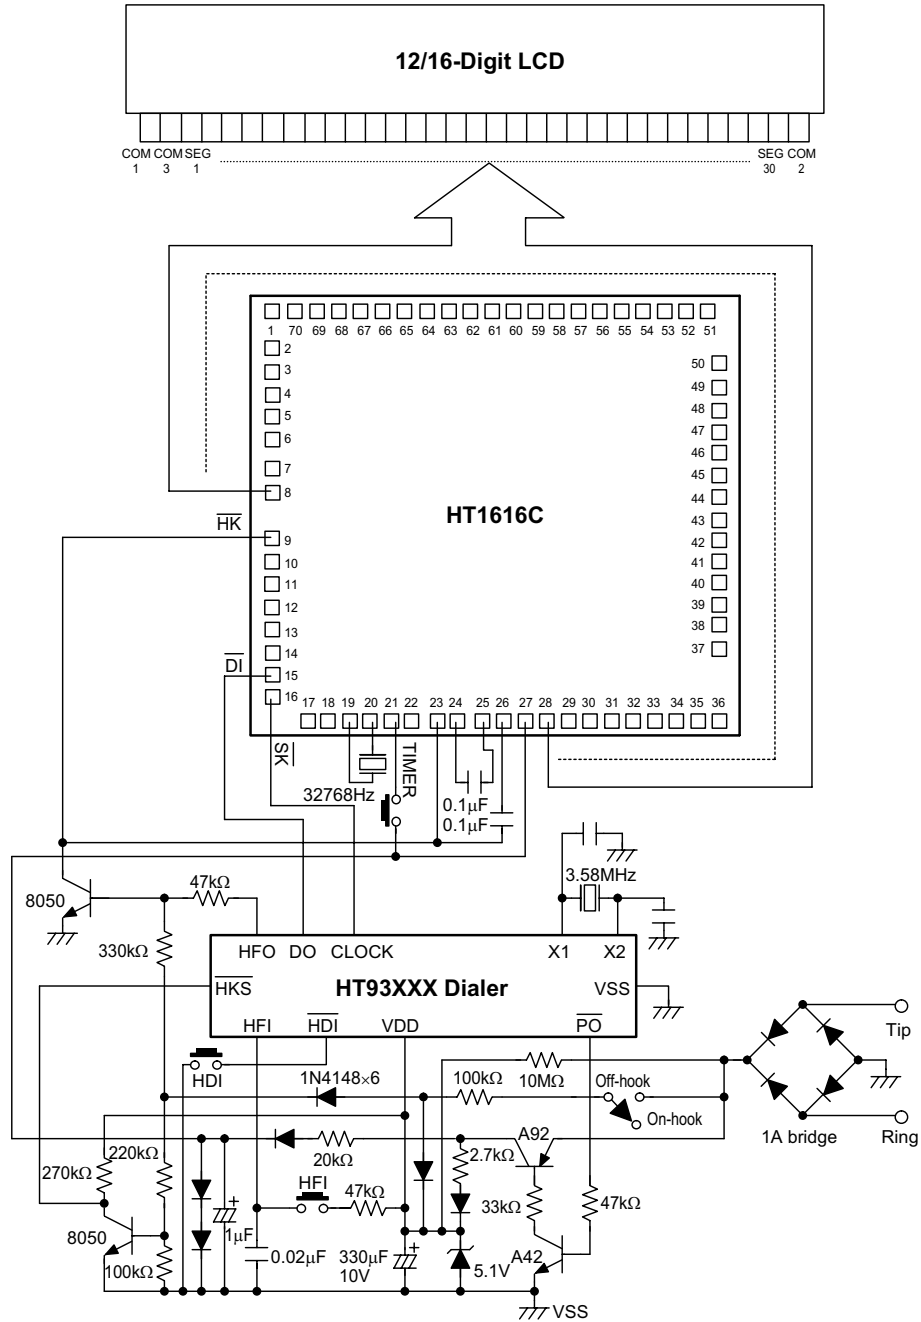 12/16-Digit LCD
COM COM SEG SEG COM
1 3 1 30 2
1 70 69 68 67 66 65 64 63 62 61 60 59 58 57 56 55 54 53 52 51
2
3
4
5
6
7
8
HK
9
10
11
12
13
14
DI
15
16
50
49
48
47
46
45
44
43
42
41
40
39
38
37
HT1616C
17 18 19 20 21 22 23 24 25 26 27 28 29 30 31 32 33 34 35 36
SK
TIMER
32768Hz
0.1µF
0.1µF
3.58MHz
8050
47kΩ
330kΩ
HFO DO CLOCK X1 X2
HKS
HT93XXX Dialer
VSS
HFI HDI VDD PO
HDI
1N4148×6
100kΩ
10MΩ
Off-hook
On-hook
Tip
Ring
1A bridge
A92
20kΩ
2.7kΩ
270kΩ
220kΩ
HFI
47kΩ
33kΩ
47kΩ
8050
1µF
100kΩ
0.02µF
330µF
10V
5.1V
A42
VSS